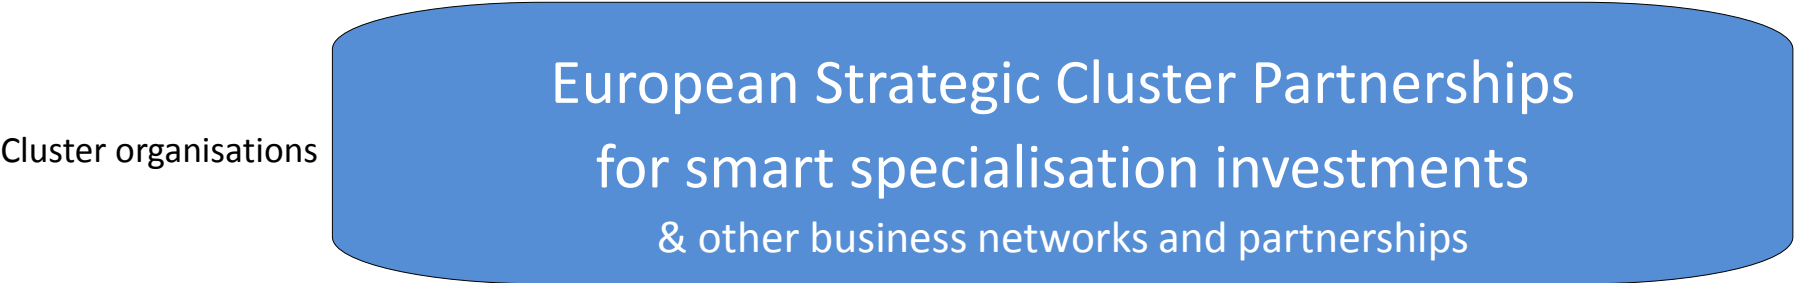 Cluster organisations
European Strategic Cluster Partnerships
for smart specialisation investments
& other business networks and partnerships